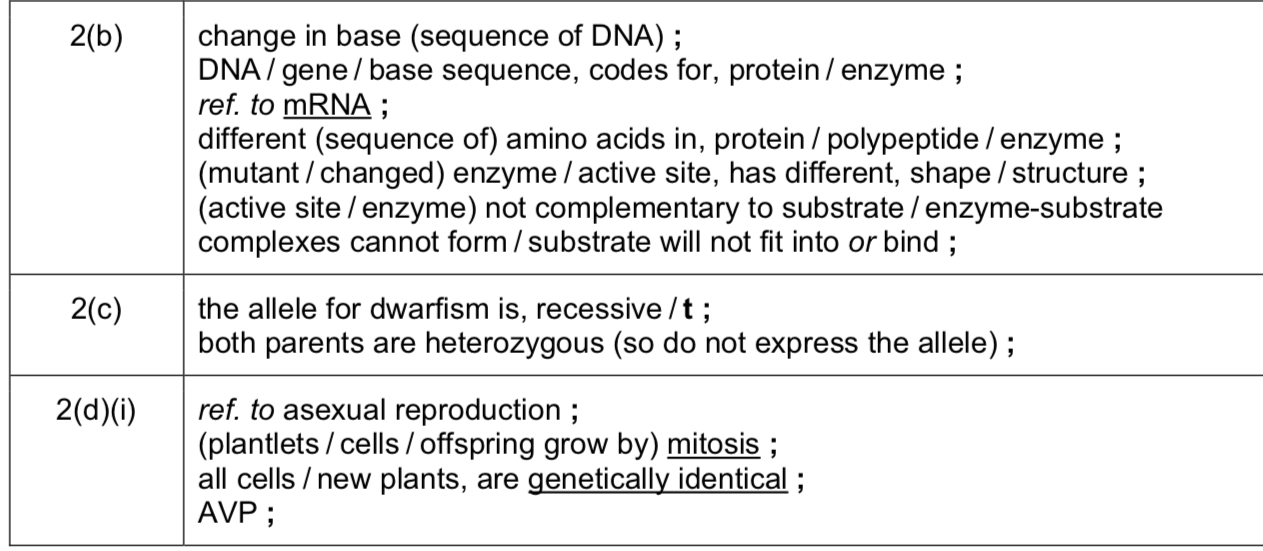 2(b)
change in base (sequence of DNA) ;
DNA / gene / base sequence, codes for, protein / enzyme ;
ref. to mRNA ;
different (sequence of) amino acids in, protein / polypeptide / enzyme ;
(mutant / changed) enzyme / active site, has different, shape / structure ;
(active site / enzyme) not complementary to substrate / enzyme-substrate
complexes cannot form / substrate will not fit into or bind ;
2(c)
the allele for dwarfism is, recessive / t ;
both parents are heterozygous (so do not express the allele) ;
2(d)(i)
ref. to asexual reproduction ;
(plantlets / cells / offspring grow by) mitosis ;
all cells / new plants, are genetically identical ;
AVP ;